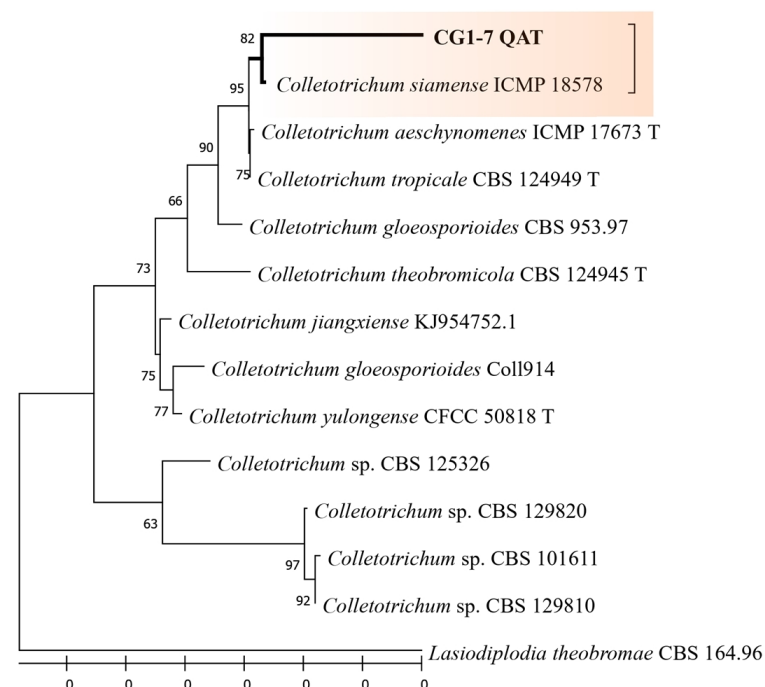 82
CG1-7 QAT
95
Colletotrichum siamense ICMP 18578
Colletotrichum aeschynomenes ICMP 17673 T
90
75
Colletotrichum tropicale CBS 124949 T
66
Colletotrichum gloeosporioides CBS 953.97
73
Colletotrichum theobromicola CBS 124945 T
Colletotrichum jiangxiense KJ954752.1
75
Colletotrichum gloeosporioides Coll914
77
Colletotrichum yulongense CFCC 50818 T
Colletotrichum sp. CBS 125326
63
Colletotrichum sp. CBS 129820
97
Colletotrichum sp. CBS 101611
92
Colletotrichum sp. CBS 129810
Lasiodiplodia theobromae CBS 164.96
0 0 0 0 0 0 0